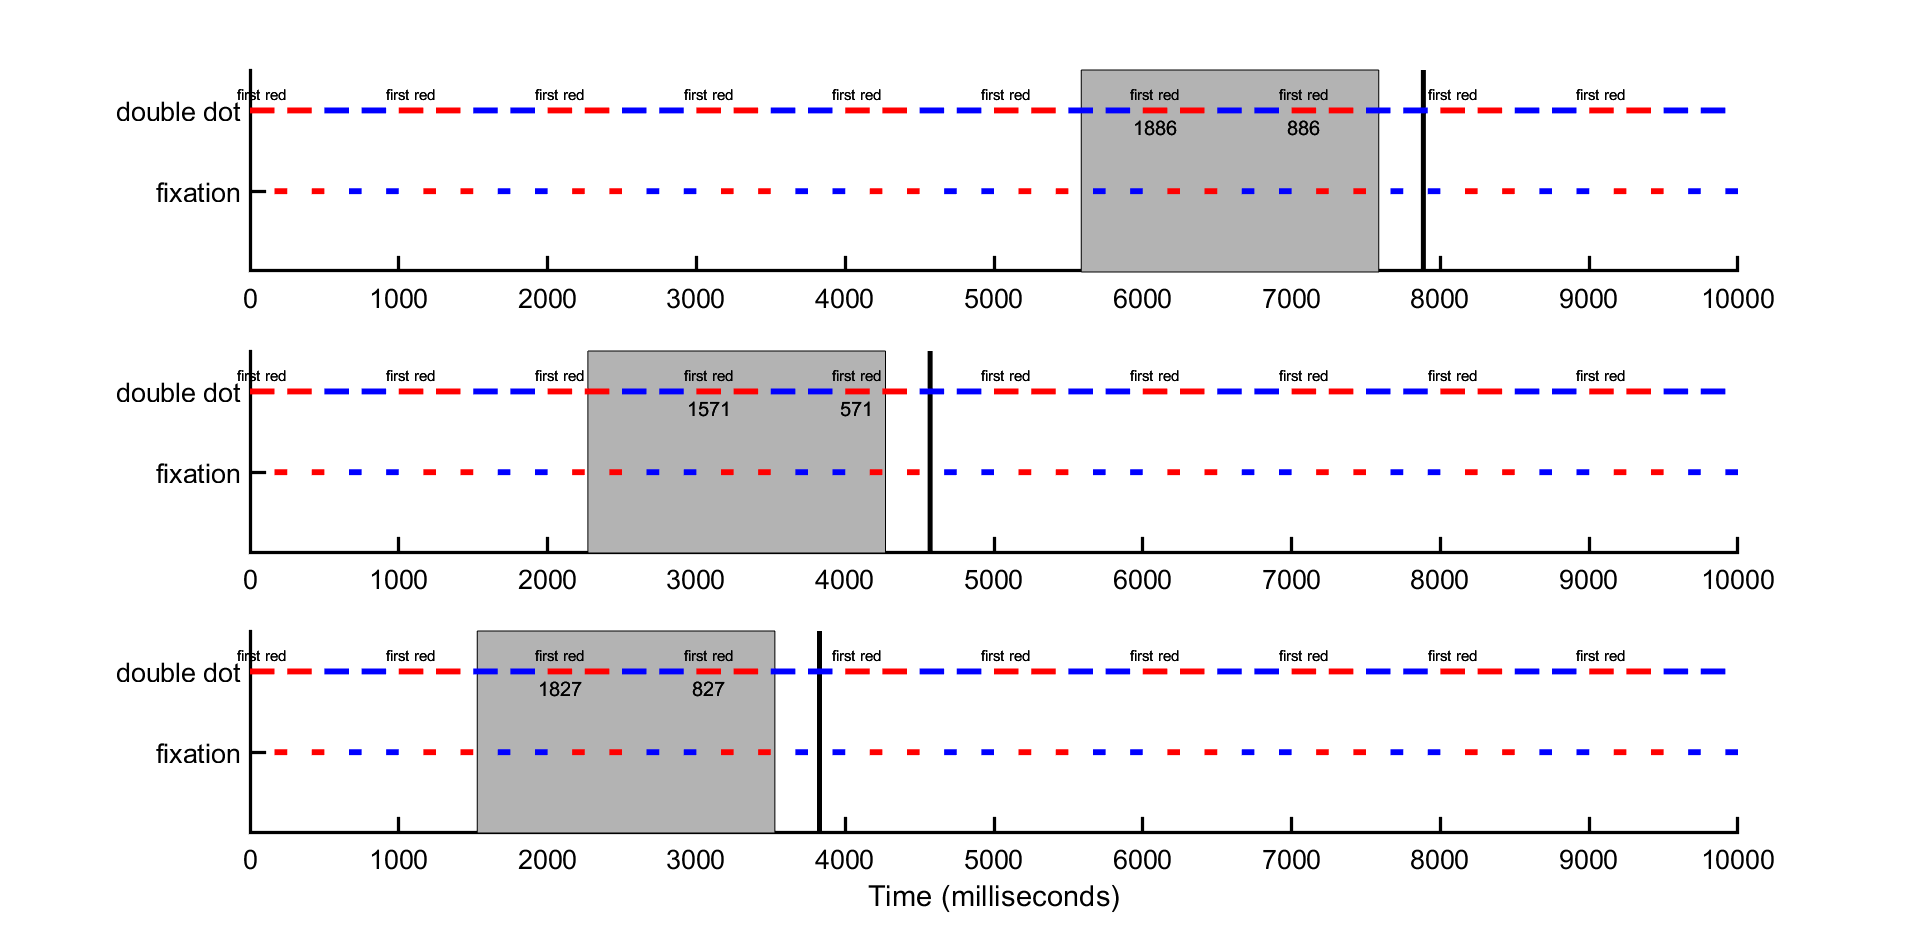 first red first red first red first red first red first red first red first red first red first red
double dot
1886 886
fixation
0 1000 2000 3000 4000 5000 6000 7000 8000 9000 10000
first red first red first red first red first red first red first red first red first red first red
double dot
1571 571
fixation
0 1000 2000 3000 4000 5000 6000 7000 8000 9000 10000
first red first red first red first red first red first red first red first red first red first red
double dot
1827 827
fixation
0 1000 2000 3000 4000 5000 6000 7000 8000 9000 10000
Time (milliseconds)